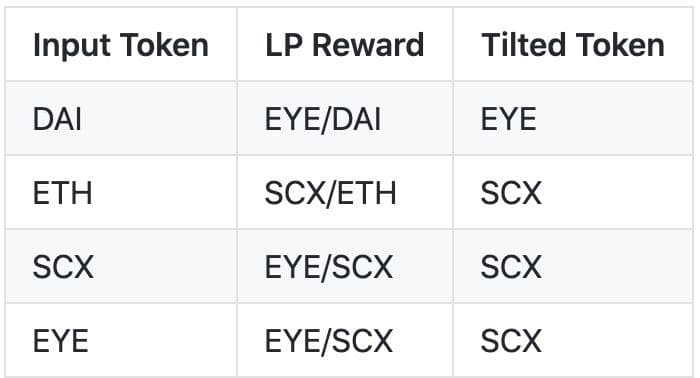 Input Token LP Reward Tilted Token
DAI EYE/DAI EYE
ETH SCX/ETH SCX
SCX EYE/SCX SCX
EYE EYE/SCX SCX